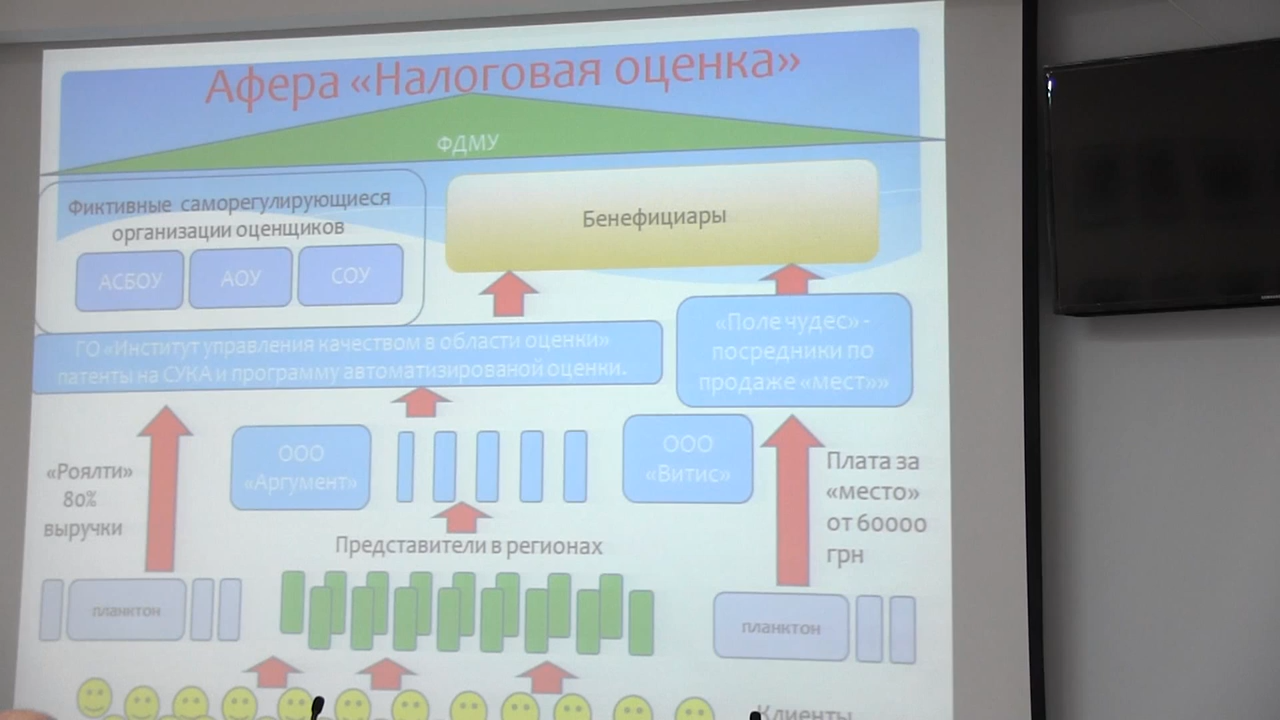 Афера «Налоговая оценка»
ФДМУ
Фиктивные саморегулирующиеся
организации оценщиков
АСБОУ
АОУ
СОУ
Бенефициары
ГО «Институт управления качеством в области оценки»
патенты на СУКА и программу автоматизированой оценки.
«Поле чудес» -
посредники по
продаже «мест»»
«Роялти»
80%
выручки
ООО
«Аргумент»
ООО
«Витис»
Плата за
«место»
от 60000
грн
Представители в регионах
планктон
планктон
Клиенты